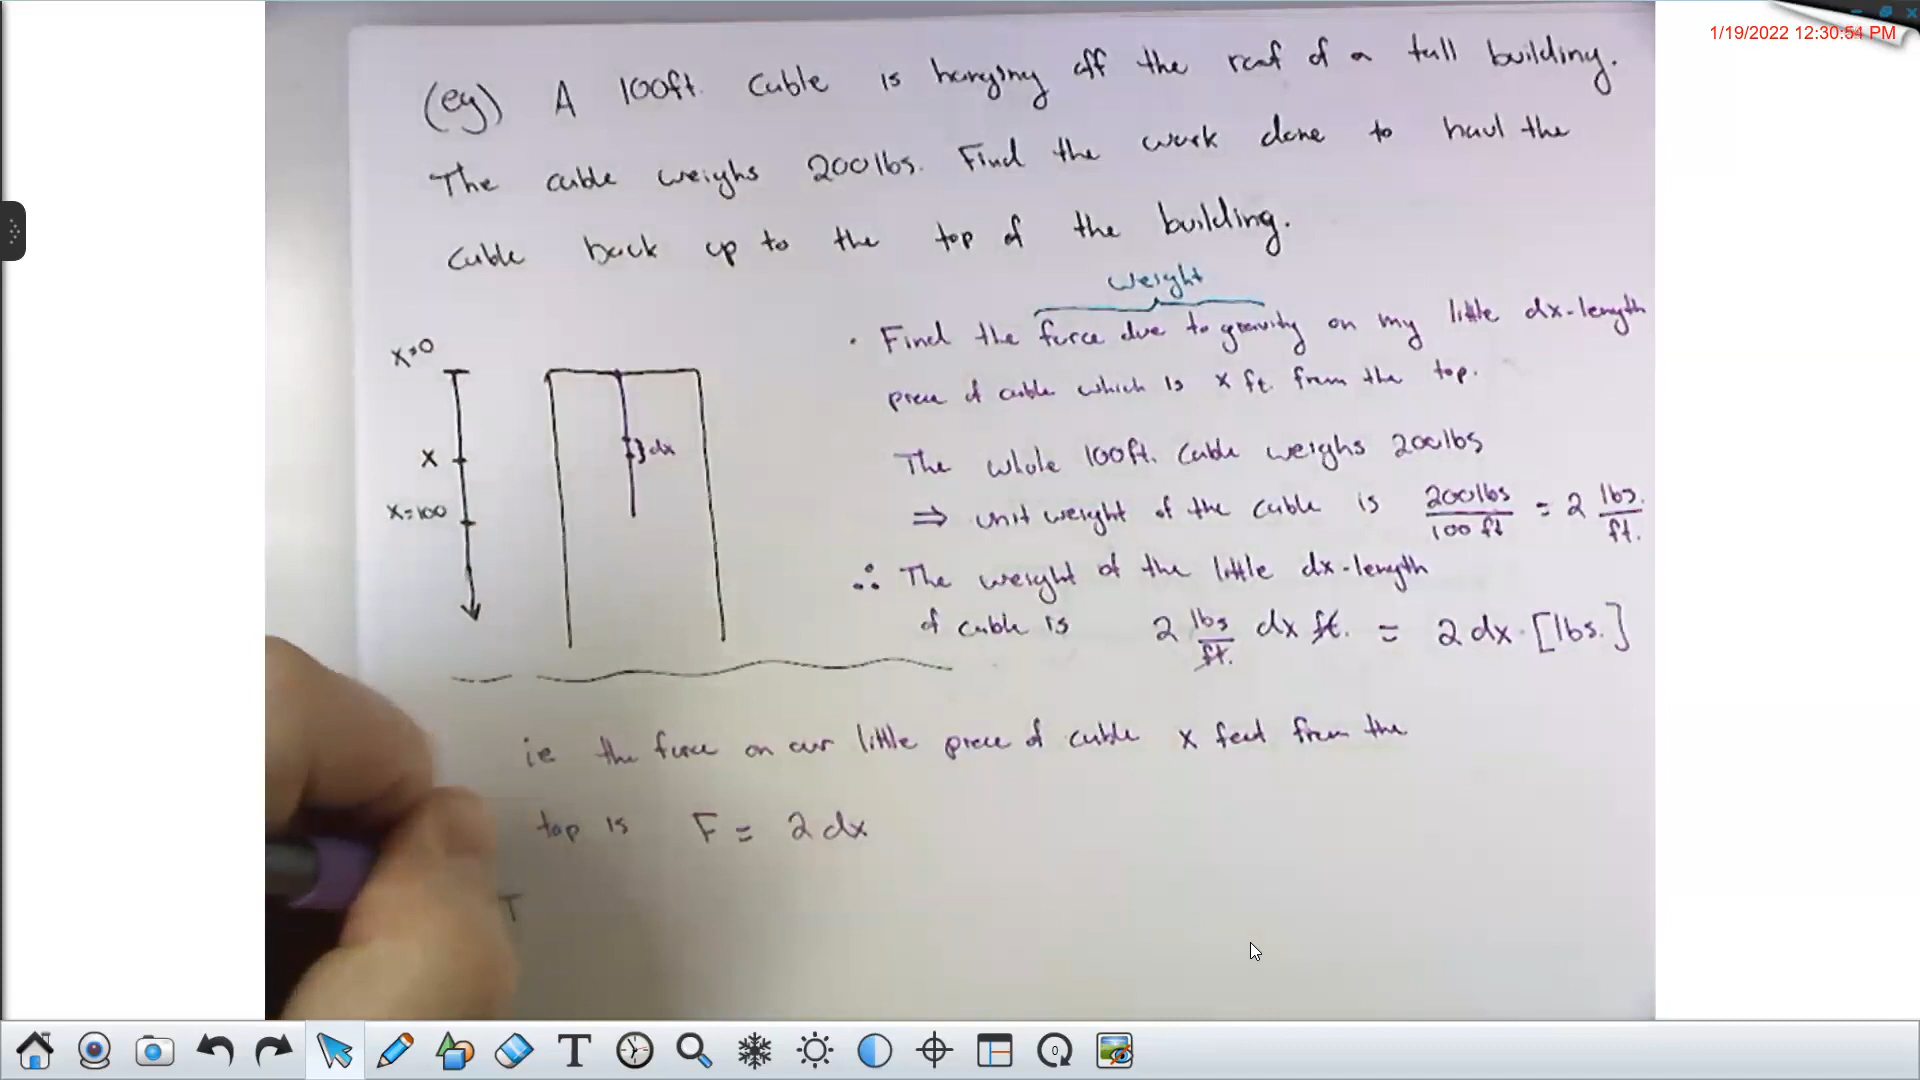 1/19/2022 12:30:54 PM
(eg) A 100ft. cable is hanging off the roof of a tall building.
The cable weighs 200lbs. Find the work done to haul the
cable back up to the top of the building.
weight
• Find the force due to gravity on my little dx-length
piece of cable which is x ft. from the top.
x=0
x
x=100
}dx
The whole 100ft. cable weighs 200lbs
⇒ unit weight of the cable is 200lbs/100 ft = 2 lbs./ft.
∴ The weight of the little dx-length
of cable is 2 lbs/ft. dx ft. = 2 dx · [lbs.]
ie the force on our little piece of cable x feet from the
top is F = 2 dx
T
T
0